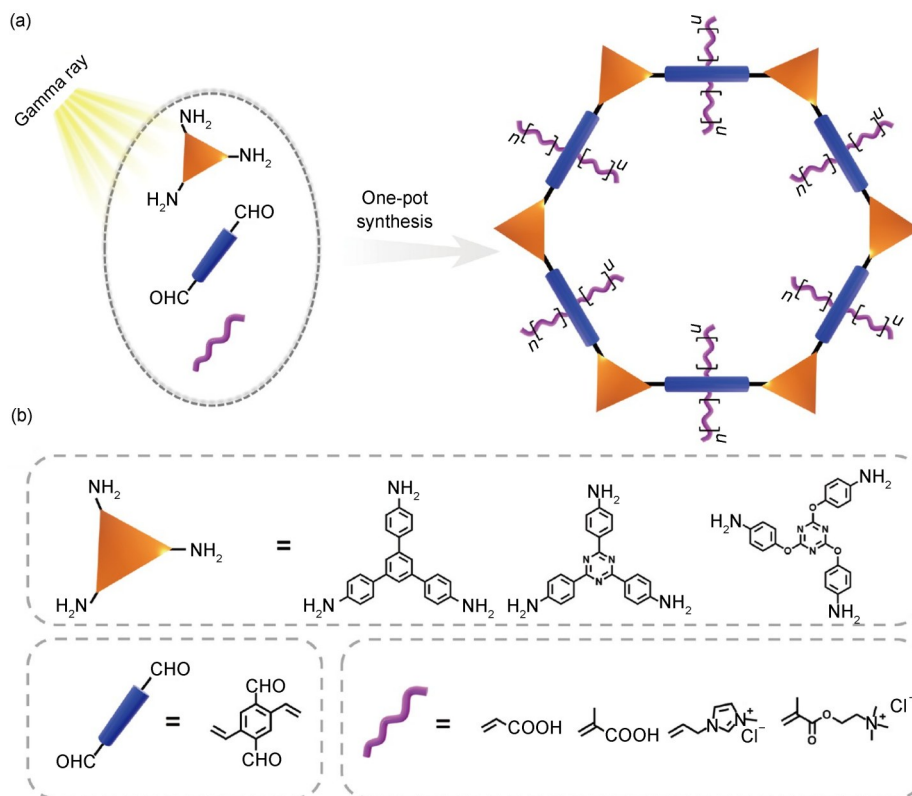 (a)
Gamma ray
NH2
NH2
H2N
CHO
OHC
One-pot
synthesis
n
n
n
n
n
n
n
n
n
n
n
n
(b)
NH2
NH2
H2N
=
NH2
H2N
NH2
NH2
N
N
N
H2N
NH2
NH2
H2N
O
N
N
O
N
O
NH2
CHO
OHC
=
CHO
CHO
=
COOH
COOH
N
N
+
Cl−
O
O
N
+
Cl−